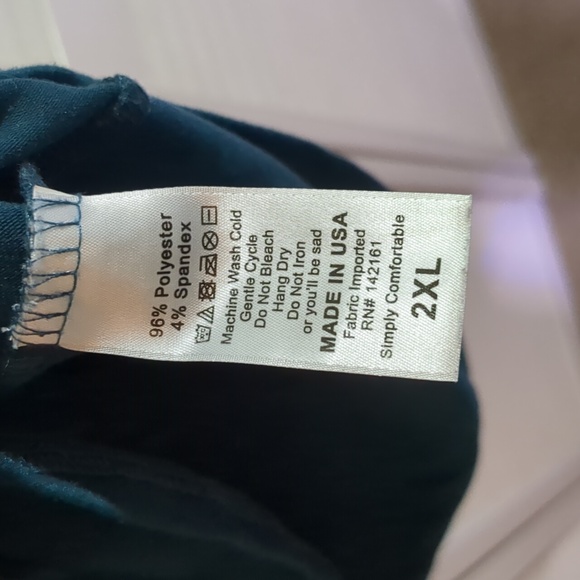 96% Polyester
4% Spandex
Machine Wash Cold
Gentle Cycle
Do Not Bleach
Hang Dry
Do Not Iron
or you'll be sad
MADE IN USA
Fabric Imported
RN# 142161
Simply Comfortable
2XL